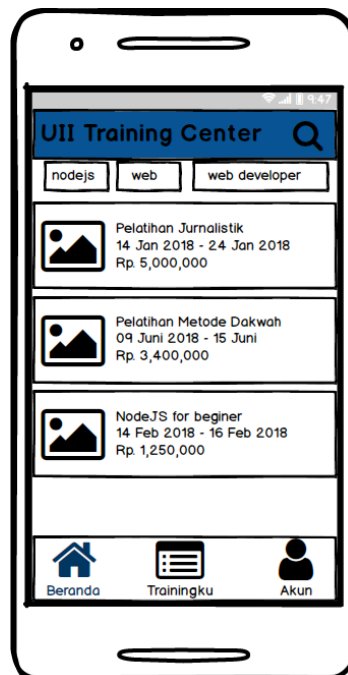 9:47
UII Training Center
nodejs web web developer
Pelatihan Jurnalistik
14 Jan 2018 - 24 Jan 2018
Rp. 5,000,000
Pelatihan Metode Dakwah
09 Juni 2018 - 15 Juni
Rp. 3,400,000
NodeJS for beginer
14 Feb 2018 - 16 Feb 2018
Rp. 1,250,000
Beranda Trainingku Akun